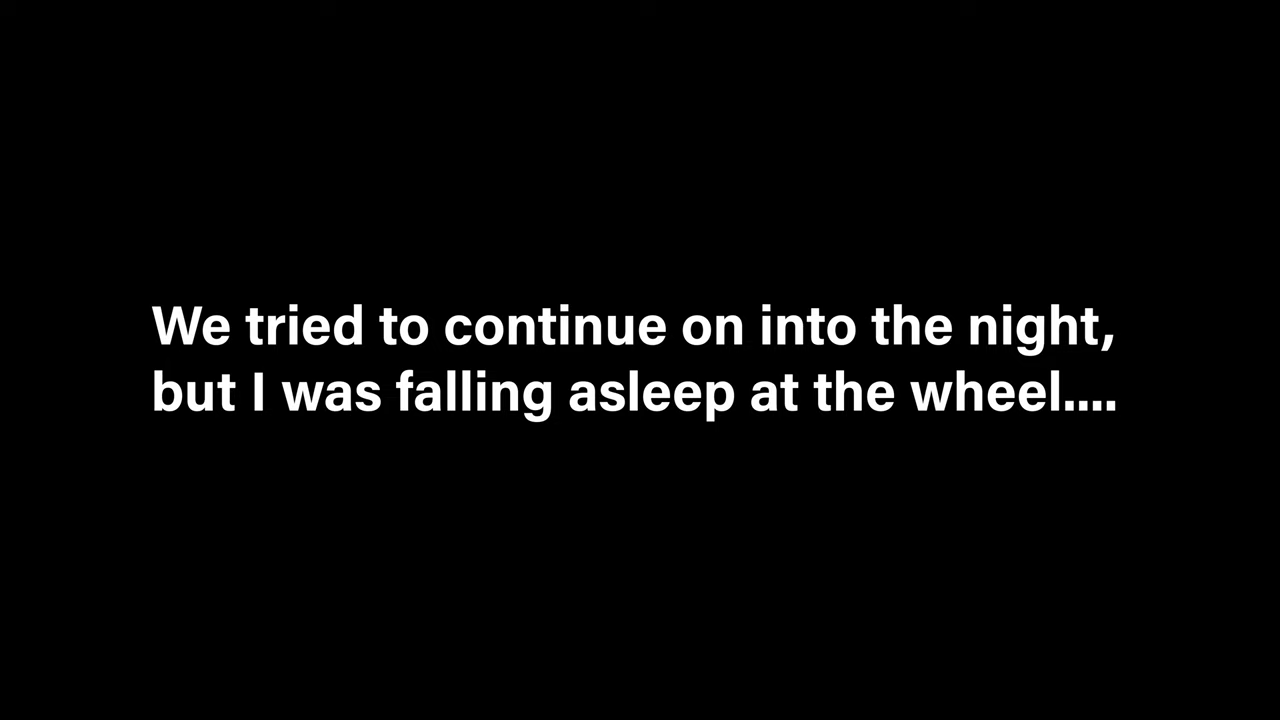 We tried to continue on into the night,
but I was falling asleep at the wheel....